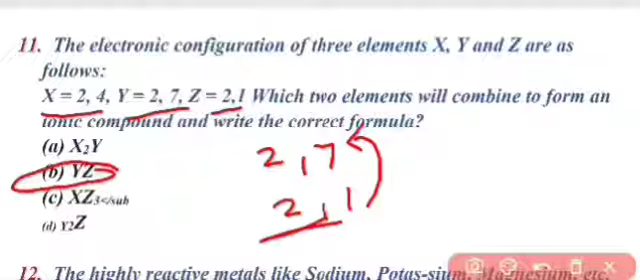 11. The electronic configuration of three elements X, Y and Z are as
follows:
X = 2, 4, Y = 2, 7, Z = 2,1 Which two elements will combine to form an
ionic compound and write the correct formula?
(a) X₂Y
(b) YZ
(c) XZ₃</sub
(d) Y2Z
2, 7
2, 1
12. The highly reactive metals like Sodium, Potas-sium, Magnesium, etc.